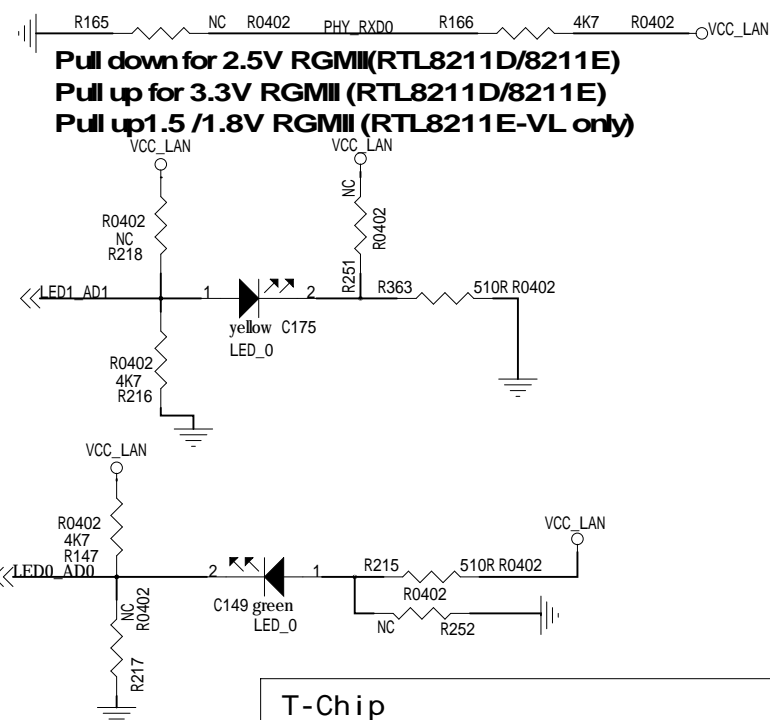 R165 NC R0402 PHY_RXD0 R166 4K7 R0402 VCC_LAN
Pull down for 2.5V RGMII(RTL8211D/8211E)
Pull up for 3.3V RGMII (RTL8211D/8211E)
Pull up1.5 /1.8V RGMII (RTL8211E-VL only)
VCC_LAN VCC_LAN
R0402
NC
R218
NC
R0402
R251
LED1_AD1 1 2 R363 510R R0402
yellow C175
LED_0
R0402
4K7
R216
VCC_LAN
R0402
4K7
R147
VCC_LAN
LED0_AD0 2 1 R215 510R R0402
C149 green
LED_0
R0402
NC R252
NC
R0402
R217
T-Chip